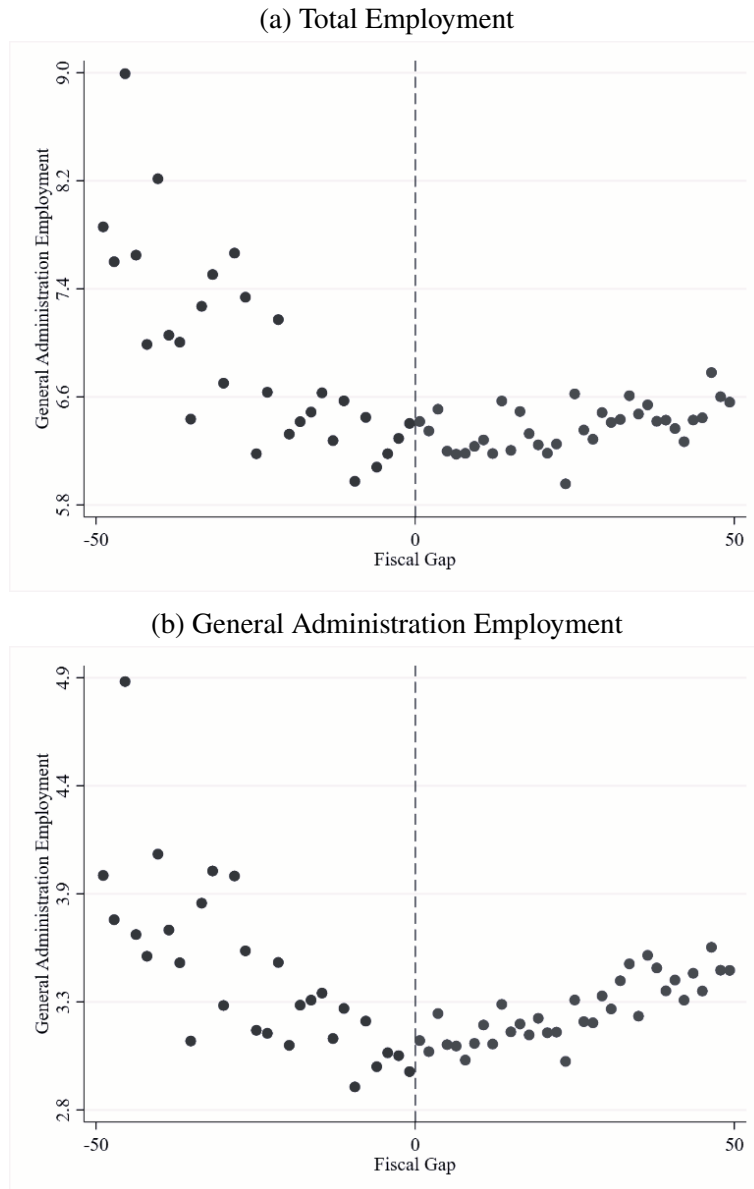 (a) Total Employment
General Administration Employment
9.0
8.2
7.4
6.6
5.8
-50
0
50
Fiscal Gap
(b) General Administration Employment
General Administration Employment
4.9
4.4
3.9
3.3
2.8
-50
0
50
Fiscal Gap